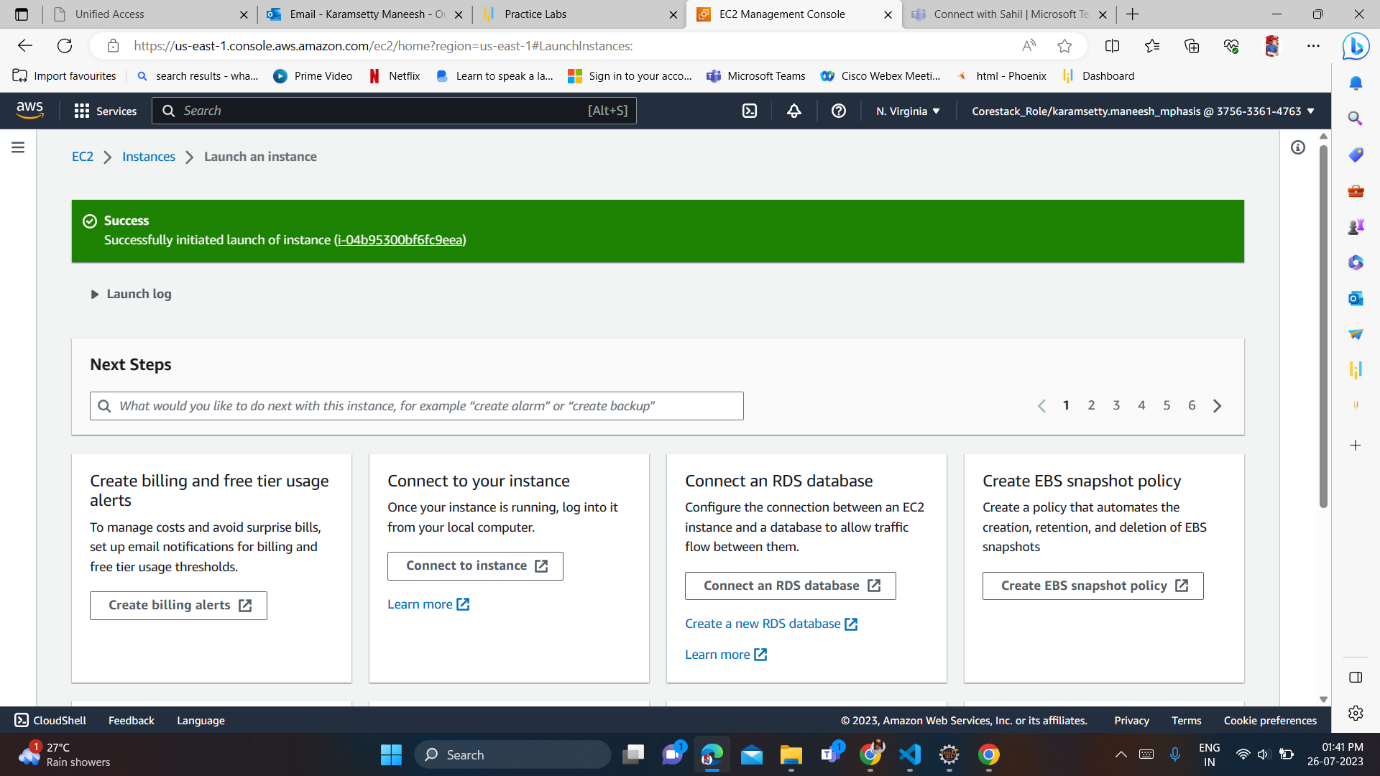 Unified Access
Email - Karamsetty Maneesh - Ou
Practice Labs
EC2 Management Console
Connect with Sahil | Microsoft Te
https://us-east-1.console.aws.amazon.com/ec2/home?region=us-east-1#LaunchInstances:
Import favourites
search results - wha...
Prime Video
Netflix
Learn to speak a la...
Sign in to your acco...
Microsoft Teams
Cisco Webex Meeti...
html - Phoenix
Dashboard
aws
Services
Search
[Alt+S]
N. Virginia
Corestack_Role/karamsetty.maneesh_mphasis @ 3756-3361-4763
EC2
Instances
Launch an instance
Success
Successfully initiated launch of instance (i-04b95300bf6fc9eea)
Launch log
Next Steps
What would you like to do next with this instance, for example “create alarm” or “create backup”
1 2 3 4 5 6
Create billing and free tier usage
alerts
To manage costs and avoid surprise bills,
set up email notifications for billing and
free tier usage thresholds.
Create billing alerts
Connect to your instance
Once your instance is running, log into it
from your local computer.
Connect to instance
Learn more
Connect an RDS database
Configure the connection between an EC2
instance and a database to allow traffic
flow between them.
Connect an RDS database
Create a new RDS database
Learn more
Create EBS snapshot policy
Create a policy that automates the
creation, retention, and deletion of EBS
snapshots
Create EBS snapshot policy
CloudShell
Feedback
Language
© 2023, Amazon Web Services, Inc. or its affiliates.
Privacy
Terms
Cookie preferences
1
27°C
Rain showers
Search
1
1
ENG
IN
01:41 PM
26-07-2023